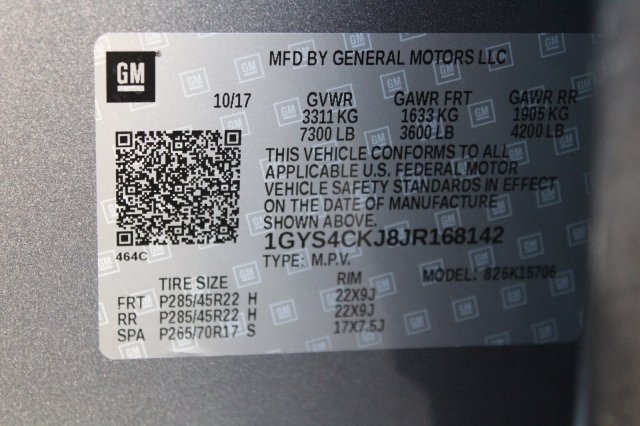 GM
MFD BY GENERAL MOTORS LLC
10/17 GVWR GAWR FRT GAWR RR
3311 KG 1633 KG 1905 KG
7300 LB 3600 LB 4200 LB
THIS VEHICLE CONFORMS TO ALL
APPLICABLE U.S. FEDERAL MOTOR
VEHICLE SAFETY STANDARDS IN EFFECT
ON THE DATE OF MANUFACTURE
SHOWN ABOVE.
1GYS4CKJ8JR168142
464C
TYPE: M.P.V. MODEL: 826K15706
TIRE SIZE RIM
FRT P285/45R22 H 22X9J
RR P285/45R22 H 22X9J
SPA P265/70R17 S 17X7.5J